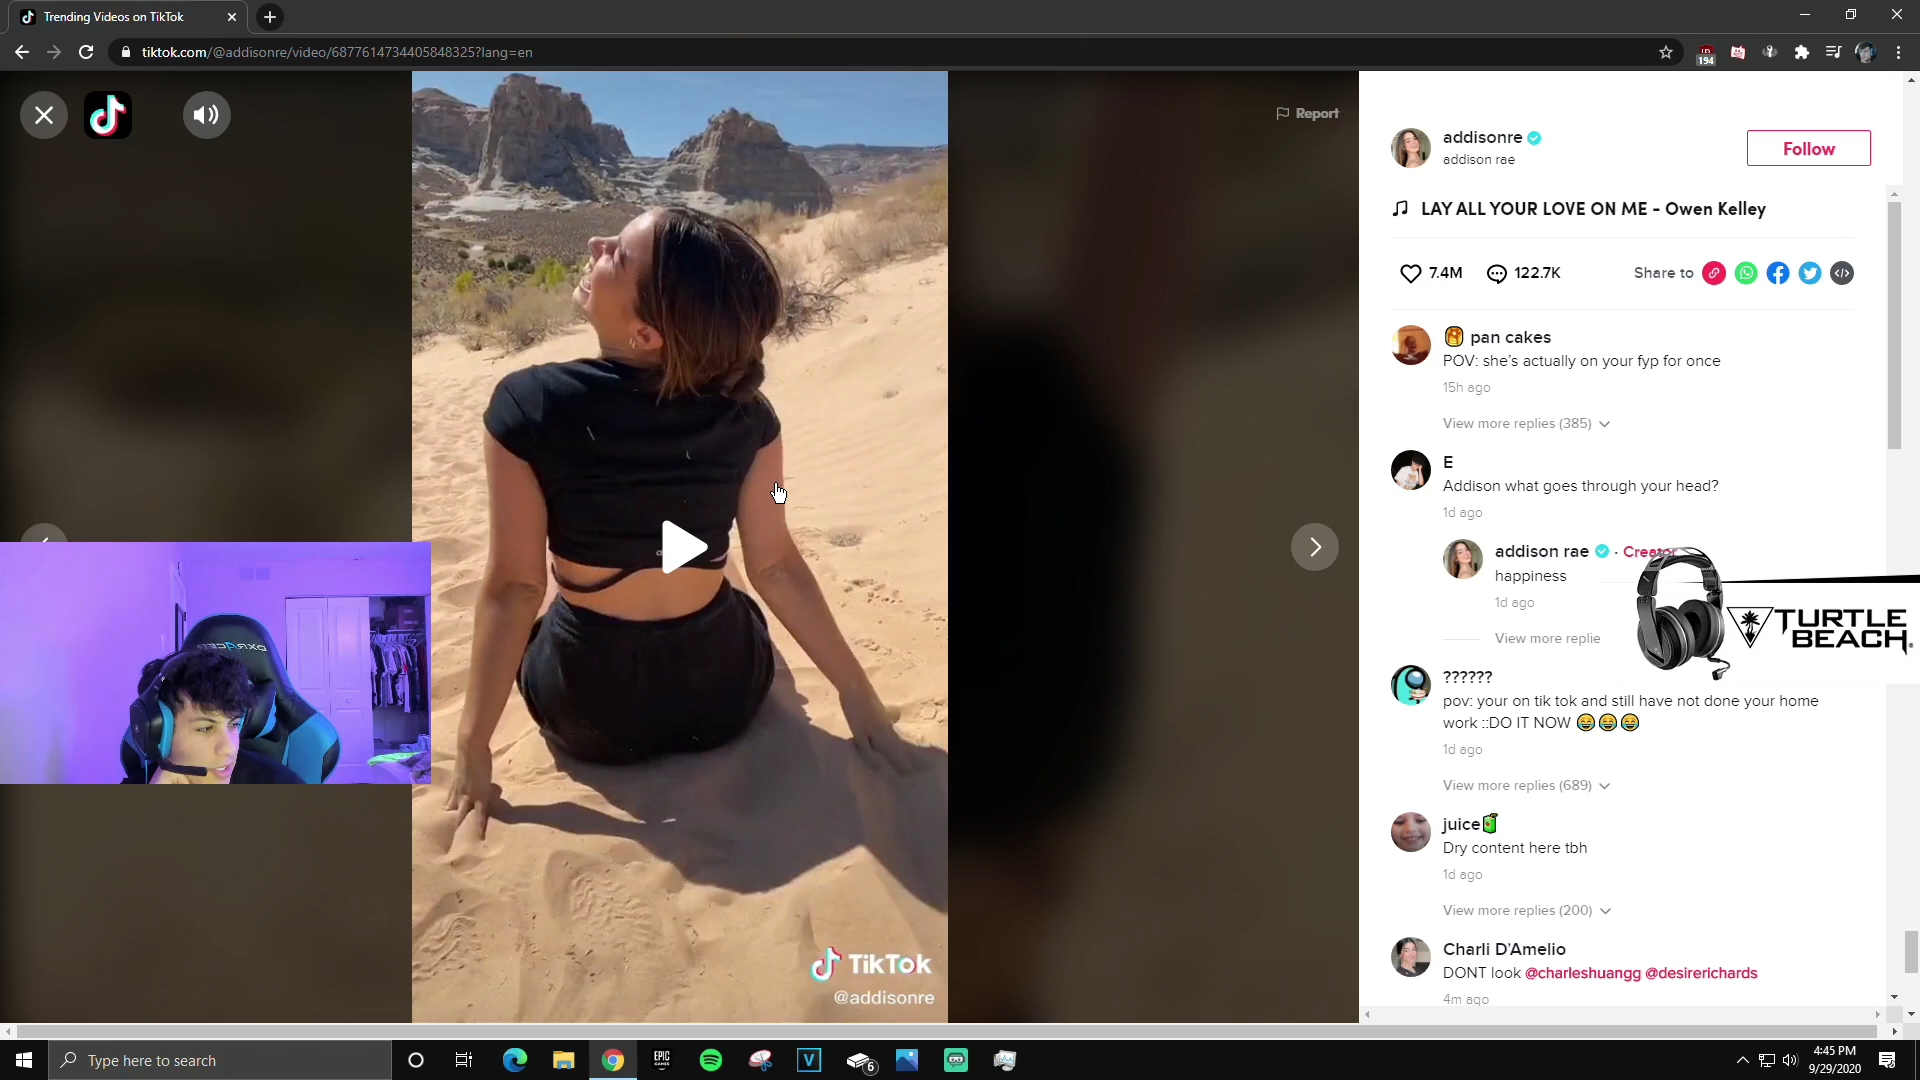 Trending Videos on TikTok
tiktok.com/@addisonre/video/6877614734405848325?lang=en
194
Report
addisonre
addison rae
Follow
LAY ALL YOUR LOVE ON ME - Owen Kelley
7.4M
122.7K
Share to
pan cakes
POV: she's actually on your fyp for once
15h ago
View more replies (385)
E
Addison what goes through your head?
1d ago
addison rae · Creator
happiness
1d ago
View more replie
TURTLE
BEACH
??????
pov: your on tik tok and still have not done your home
work ::DO IT NOW 😂😂😂
1d ago
View more replies (689)
juice🧃
Dry content here tbh
1d ago
View more replies (200)
Charli D'Amelio
DONT look @charleshuangg @desirerichards
4m ago
TikTok
@addisonre
DXRACER
Type here to search
EPIC
GAMES
V
6
4:45 PM
9/29/2020